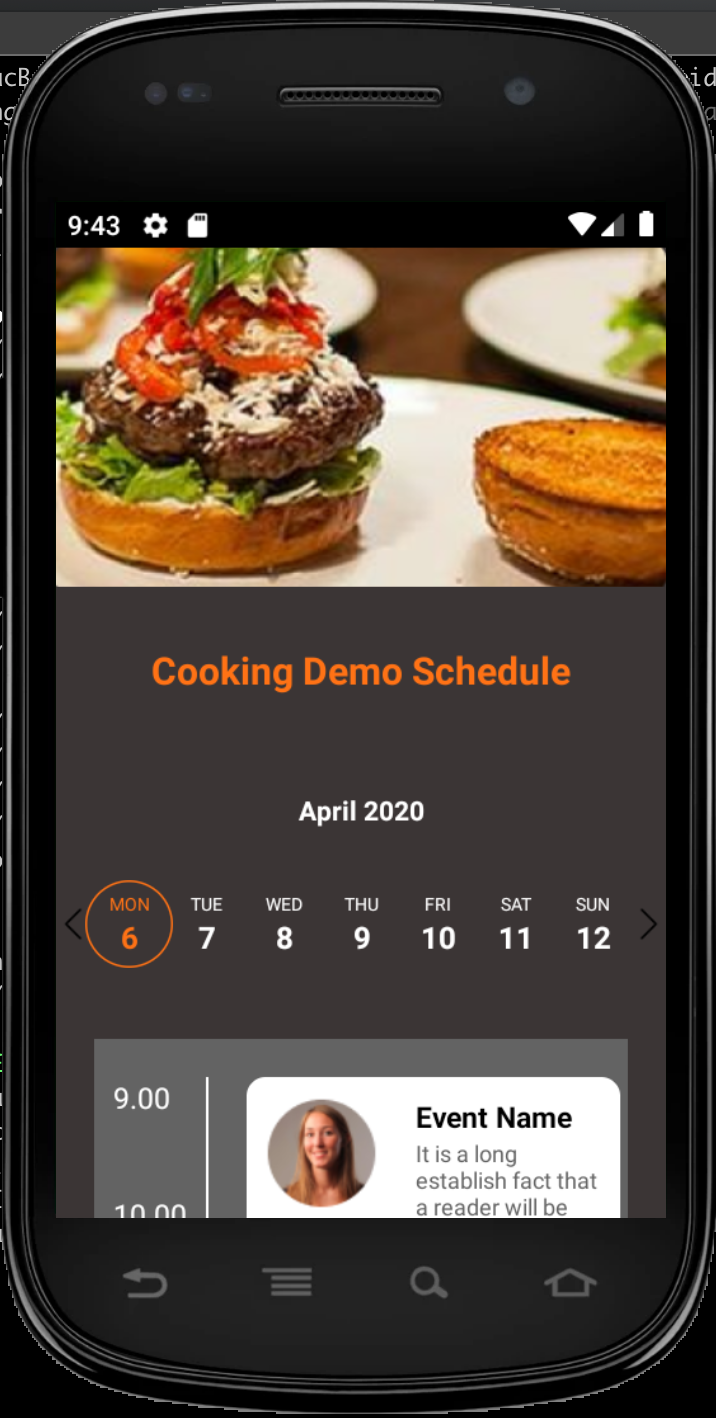 9:43
Cooking Demo Schedule
April 2020
MON TUE WED THU FRI SAT SUN
6 7 8 9 10 11 12
9.00
Event Name
It is a long
establish fact that
a reader will be
10.00